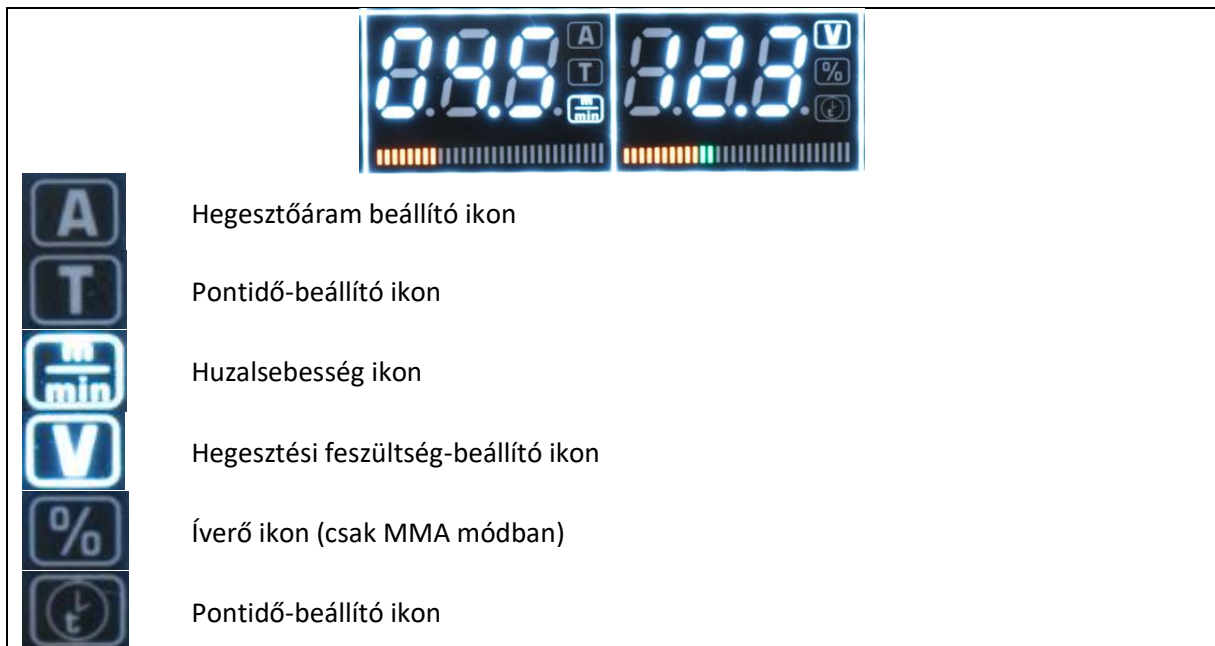 04.5 A T m/min 12.3 V % t
A Hegesztőáram beállító ikon
T Pontidő-beállító ikon
m/min Huzalsebesség ikon
V Hegesztési feszültség-beállító ikon
% Íverő ikon (csak MMA módban)
t Pontidő-beállító ikon